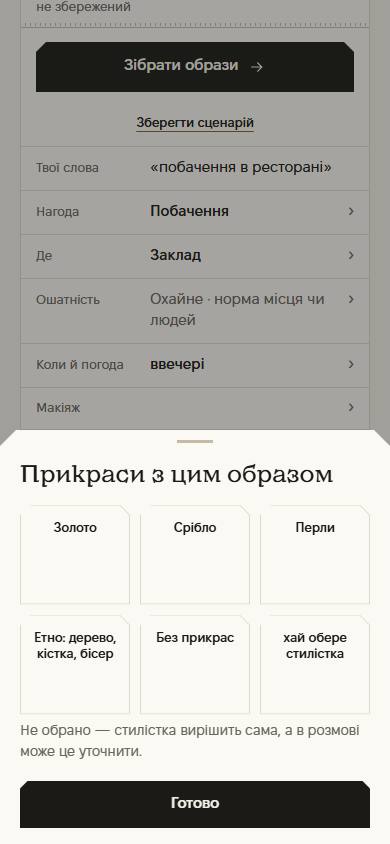 не збережений
Зібрати образи →
Зберегти сценарій
Твої слова «побачення в ресторані»
Нагода Побачення ›
Де Заклад ›
Ошатність Охайне · норма місця чи ›
людей
Коли й погода ввечері ›
Макіяж ›
Прикраси з цим образом
Золото Срібло Перли
Етно: дерево, Без прикрас хай обере
кістка, бісер стилістка
Не обрано — стилістка вирішить сама, а в розмові
може це уточнити.
Готово